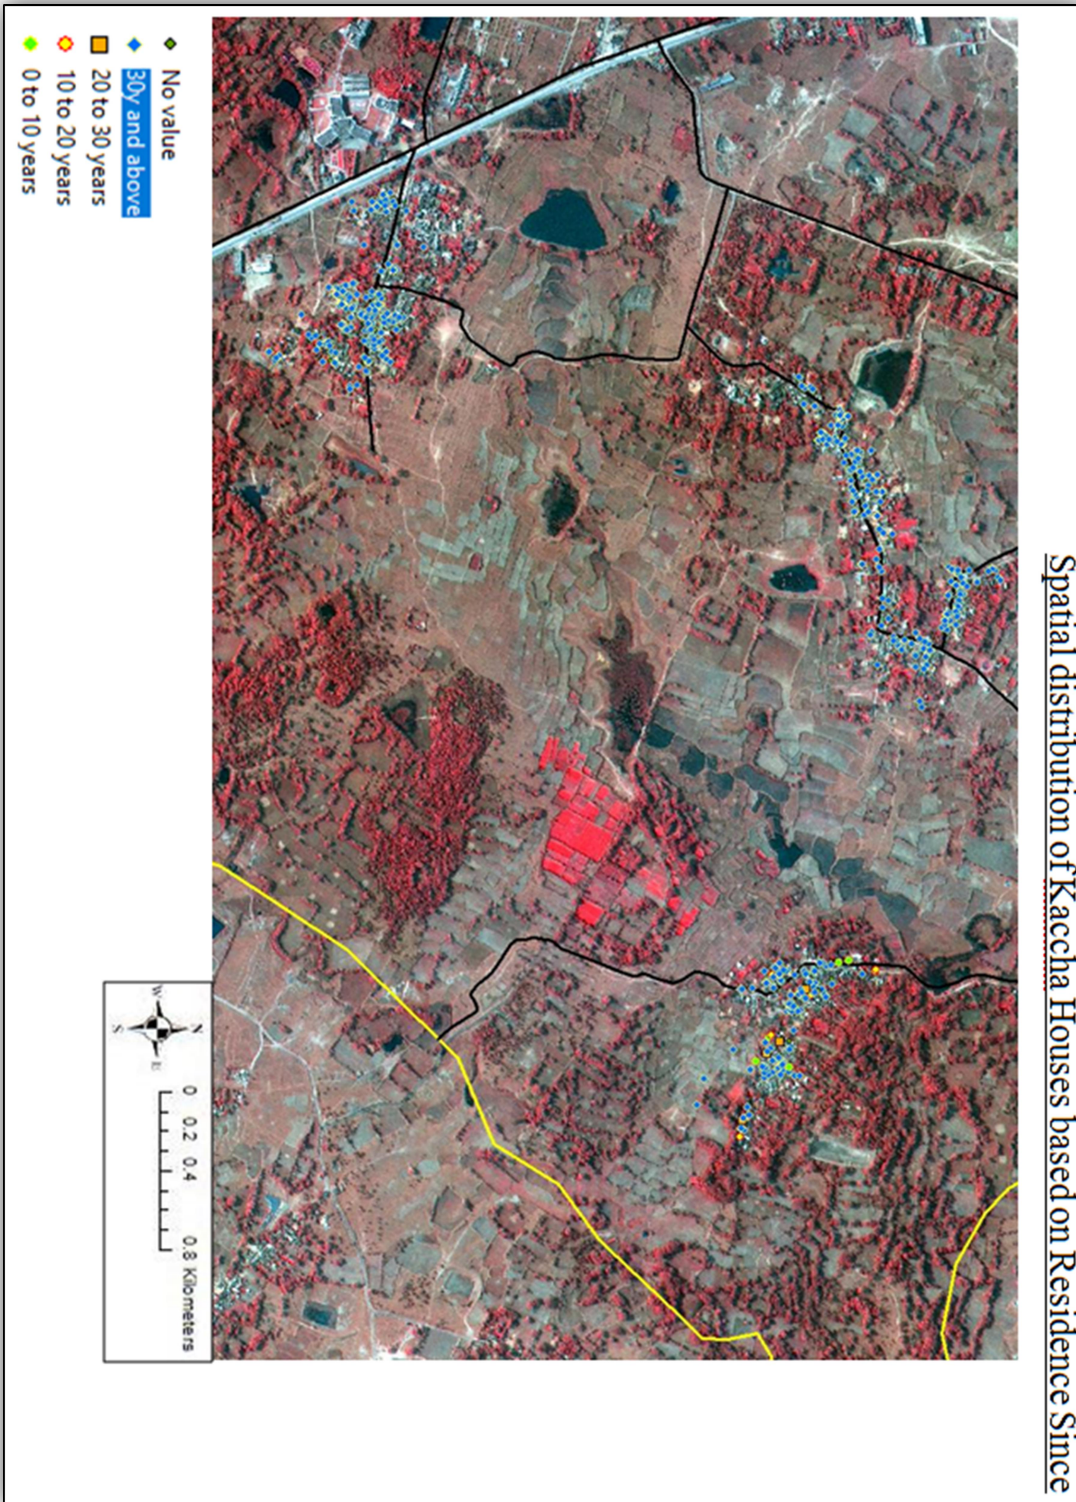 Spatial distribution of Kaccha Houses based on Residence Since
No value
30y and above
20 to 30 years
10 to 20 years
0 to 10 years
N
W E
S
0 0.2 0.4 0.8 Kilometers